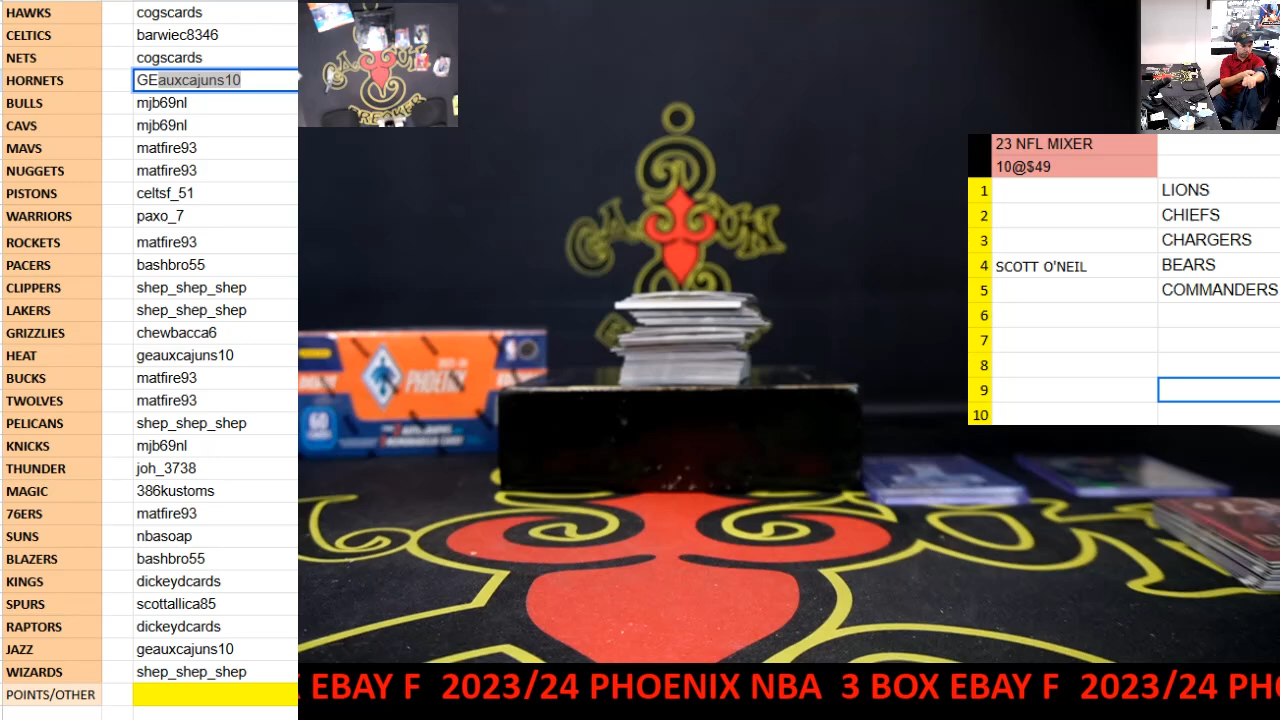 HAWKS cogscards
CELTICS barwiec8346
NETS cogscards
HORNETS GEauxcajuns10
BULLS mjb69nl
CAVS mjb69nl
MAVS matfire93
NUGGETS matfire93
PISTONS celtsf_51
WARRIORS paxo_7
ROCKETS matfire93
PACERS bashbro55
CLIPPERS shep_shep_shep
LAKERS shep_shep_shep
GRIZZLIES chewbacca6
HEAT geauxcajuns10
BUCKS matfire93
TWOLVES matfire93
PELICANS shep_shep_shep
KNICKS mjb69nl
THUNDER joh_3738
MAGIC 386kustoms
76ERS matfire93
SUNS nbasoap
BLAZERS bashbro55
KINGS dickeydcards
SPURS scottallica85
RAPTORS dickeydcards
JAZZ geauxcajuns10
WIZARDS shep_shep_shep
POINTS/OTHER
BREAKER
PHOENIX
60
23 NFL MIXER
10@$49
1 LIONS
2 CHIEFS
3 CHARGERS
4 SCOTT O'NEIL BEARS
5 COMMANDERS
6
7
8
9
10
EBAY F 2023/24 PHOENIX NBA 3 BOX EBAY F 2023/24 PHO